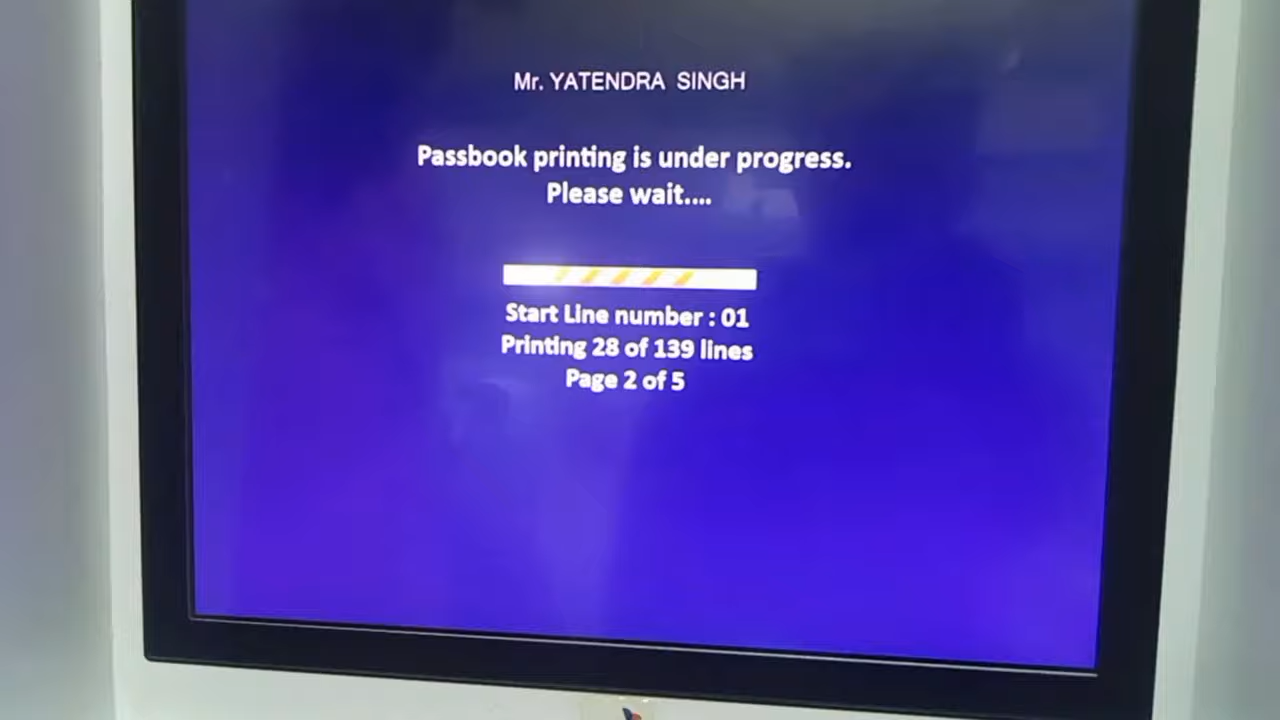 Mr. YATENDRA SINGH
Passbook printing is under progress.
Please wait....
Start Line number : 01
Printing 28 of 139 lines
Page 2 of 5